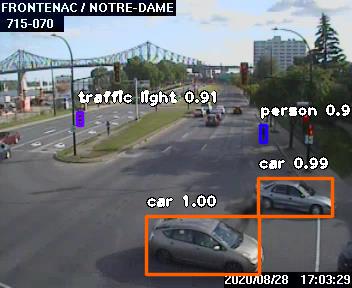 FRONTENAC / NOTRE-DAME
715-070
traffic light 0.91
person 0.9
car 0.99
car 1.00
2020/08/28 17:03:29